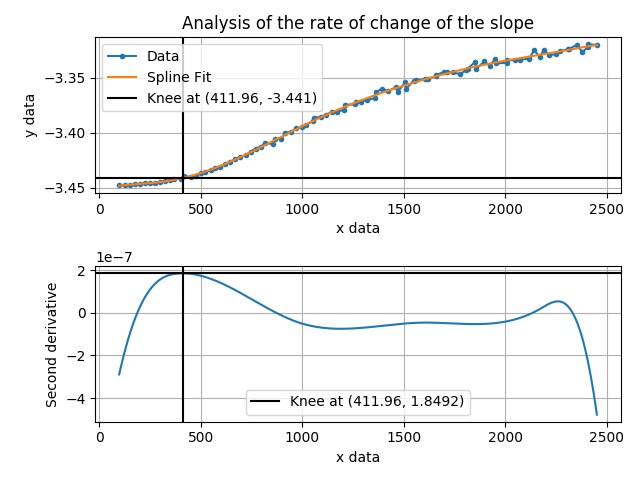 Analysis of the rate of change of the slope
Data
Spline Fit
Knee at (411.96, -3.441)
−3.35
−3.40
−3.45
y data
0 500 1000 1500 2000 2500
x data
1e−7
2
0
−2
−4
Second derivative
Knee at (411.96, 1.8492)
0 500 1000 1500 2000 2500
x data